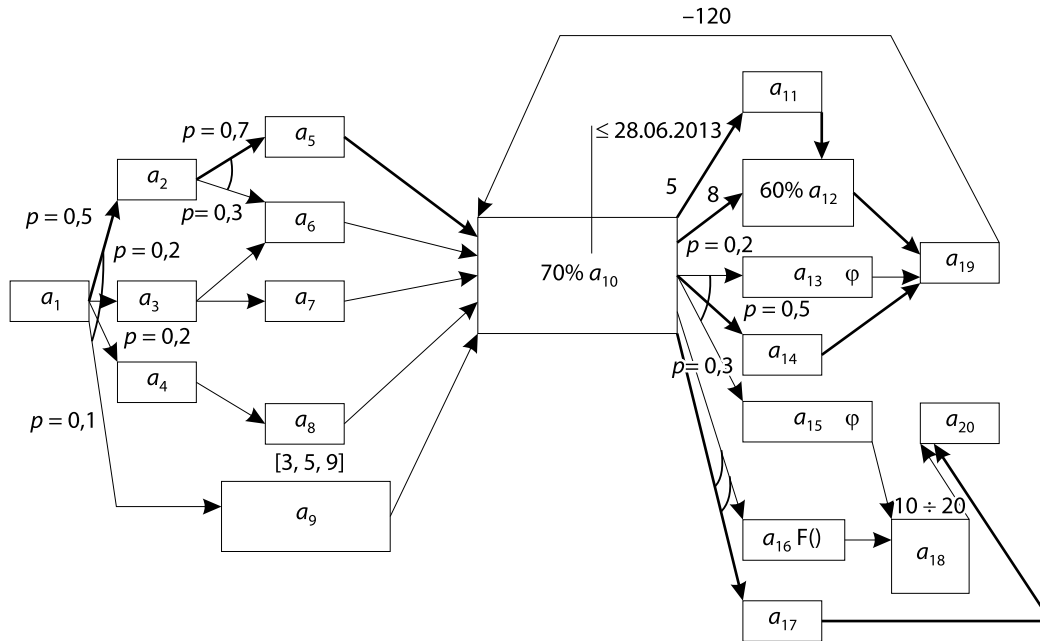 –120
a11
p = 0,7
a5
≤ 28.06.2013
a2
5
8
60% a12
p = 0,5
p = 0,3
a6
p = 0,2
p = 0,2
a19
70% a10
a13 φ
a1
a3
a7
p = 0,5
p = 0,2
a14
p = 0,3
a4
p = 0,1
a8
a15 φ
a20
[3, 5, 9]
10 ÷ 20
a9
a16 F()
a18
a17